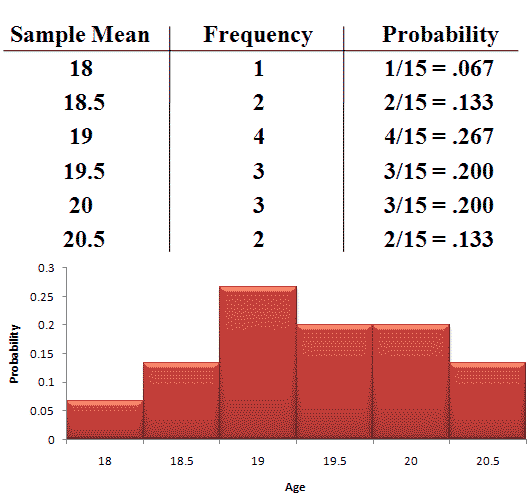 Sample Mean Frequency Probability
18 1 1/15 = .067
18.5 2 2/15 = .133
19 4 4/15 = .267
19.5 3 3/15 = .200
20 3 3/15 = .200
20.5 2 2/15 = .133
0.3
0.25
0.2
0.15
0.1
0.05
0
Probability
18 18.5 19 19.5 20 20.5
Age